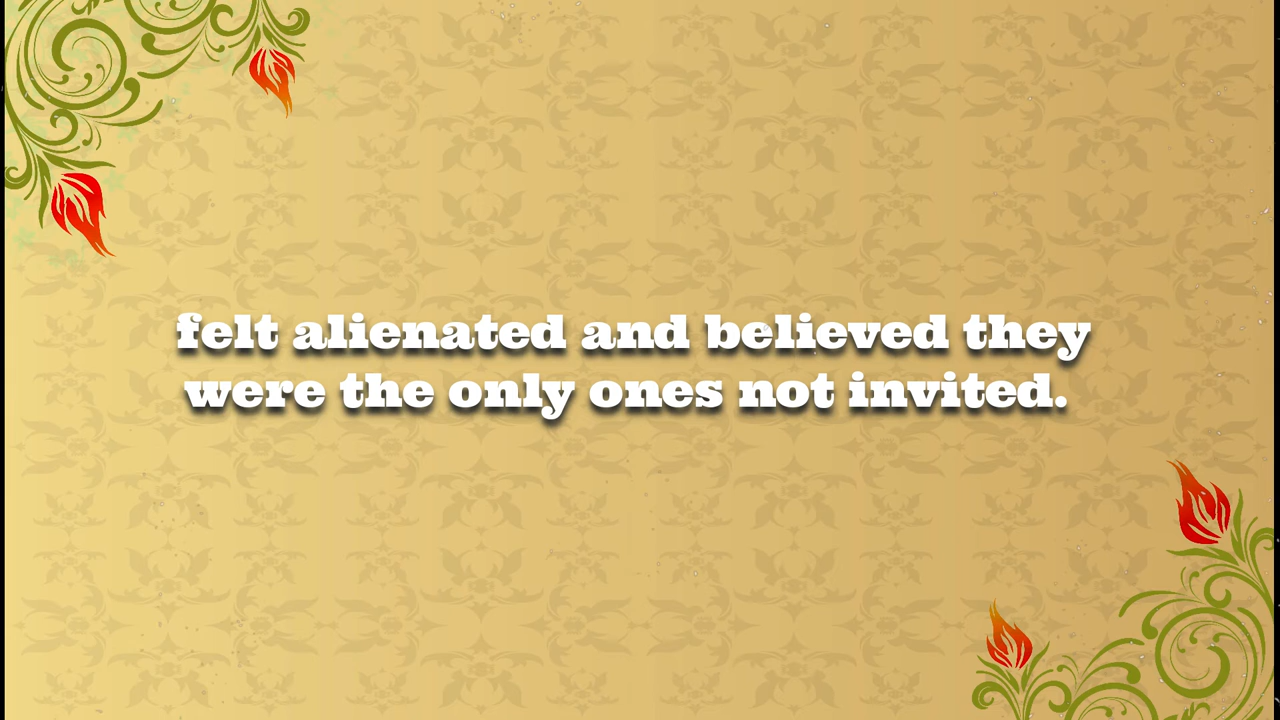 felt alienated and believed they
were the only ones not invited.